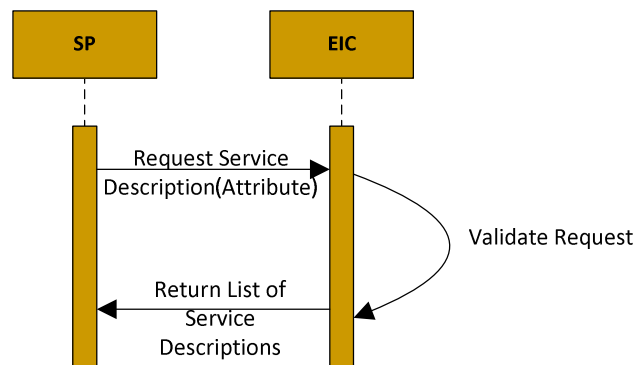 SP
EIC
Request Service
Description(Attribute)
Validate Request
Return List of
Service
Descriptions